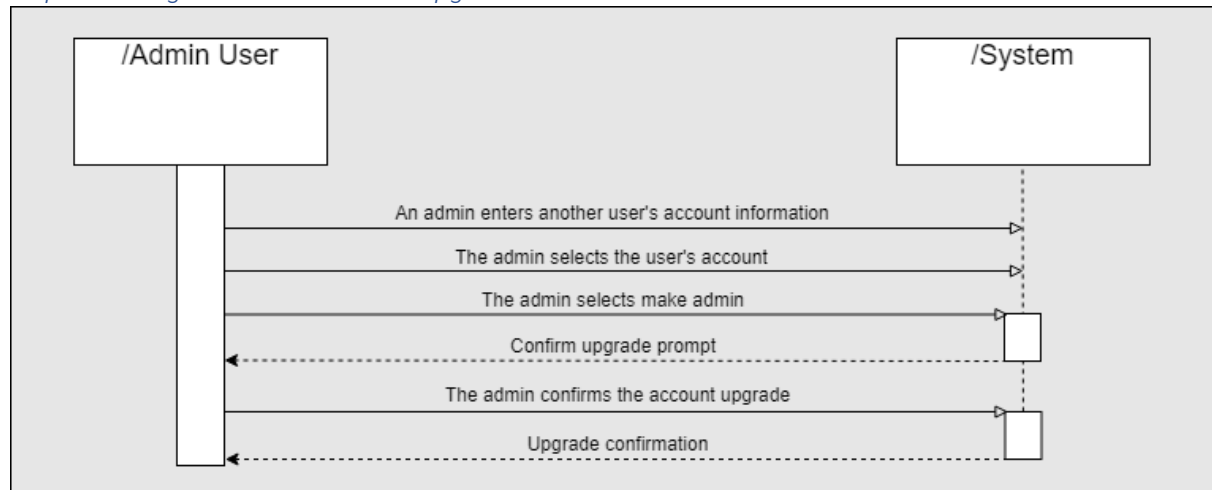 /Admin User
/System
An admin enters another user's account information
The admin selects the user's account
The admin selects make admin
Confirm upgrade prompt
The admin confirms the account upgrade
Upgrade confirmation